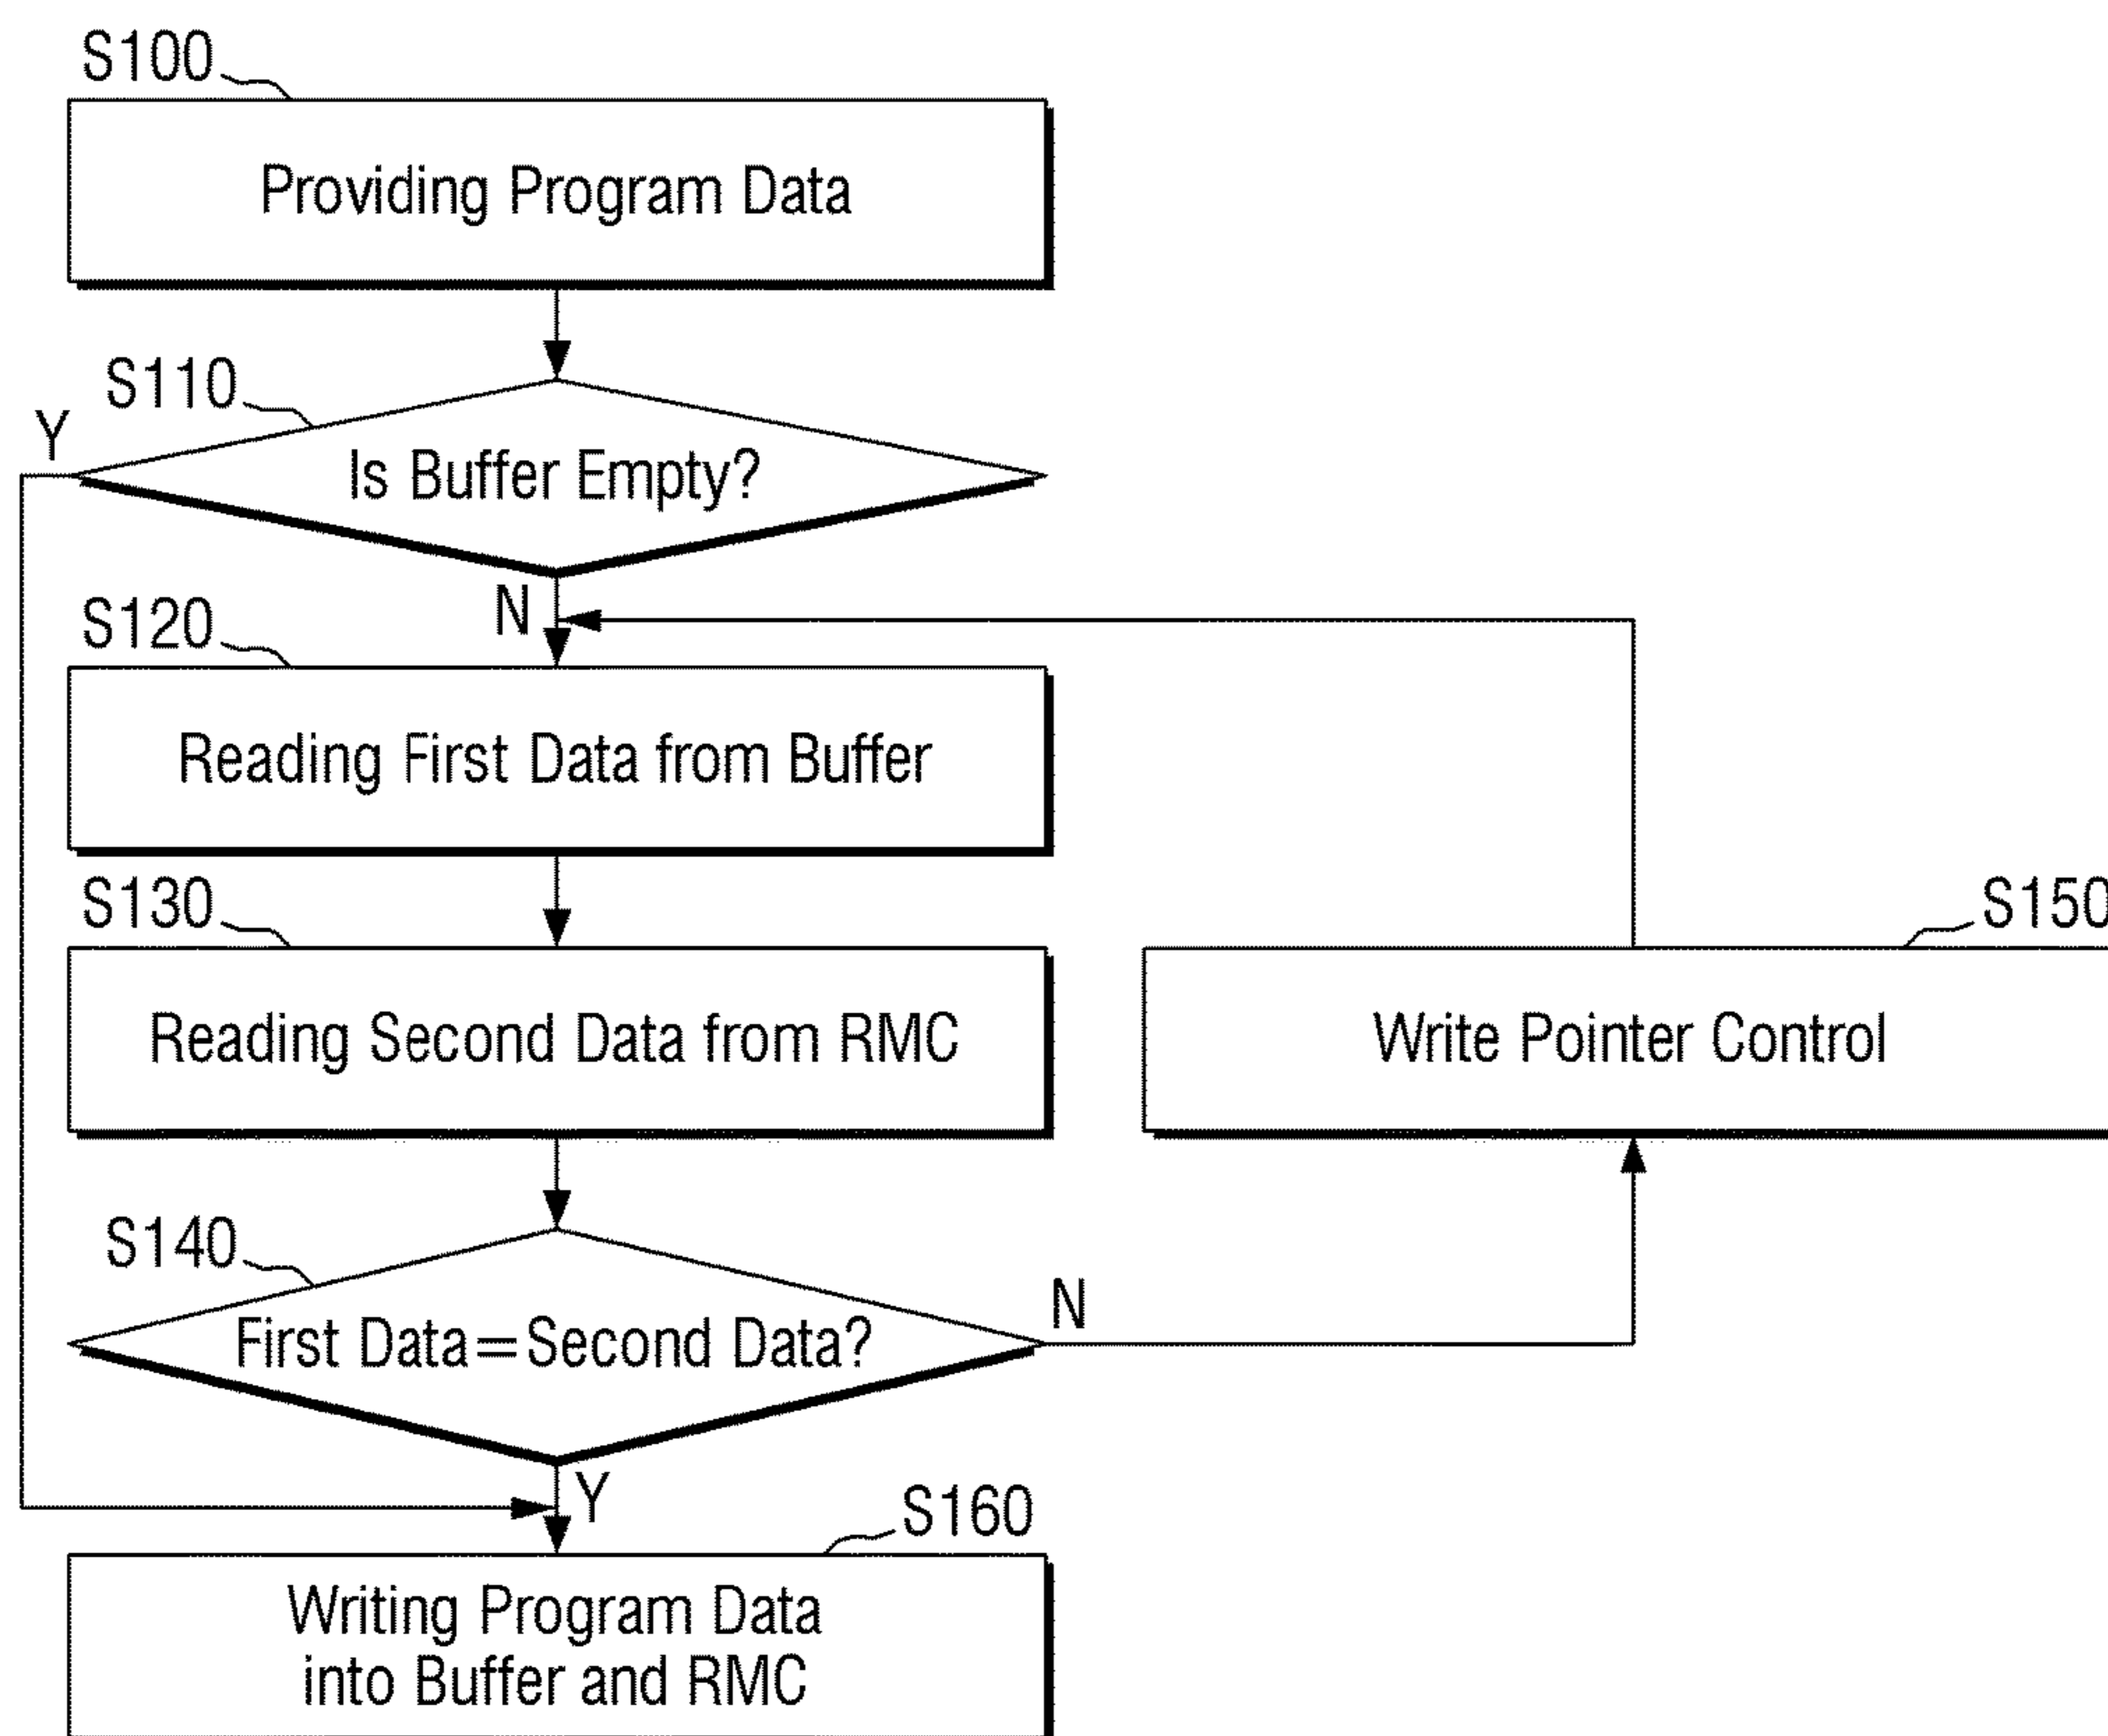 S100
Providing Program Data
S110
Y
Is Buffer Empty?
N
S120
Reading First Data from Buffer
S130
S150
Reading Second Data from RMC
Write Pointer Control
S140
N
First Data=Second Data?
Y
S160
Writing Program Data
into Buffer and RMC